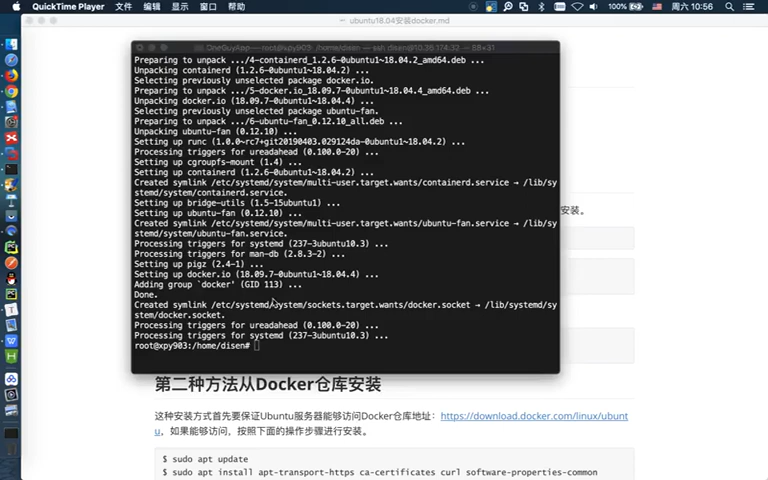 QuickTime Player 文件 编辑 显示 窗口 帮助
100% 周六 10:56
ubuntu18.04安装docker.md
OneGuyApp — root@xpy903: /home/disen — ssh disen@10.36.174.32 — 88×31
Preparing to unpack .../4-containerd_1.2.6-0ubuntu1~18.04.2_amd64.deb ...
Unpacking containerd (1.2.6-0ubuntu1~18.04.2) ...
Selecting previously unselected package docker.io.
Preparing to unpack .../5-docker.io_18.09.7-0ubuntu1~18.04.4_amd64.deb ...
Unpacking docker.io (18.09.7-0ubuntu1~18.04.4) ...
Selecting previously unselected package ubuntu-fan.
Preparing to unpack .../6-ubuntu-fan_0.12.10_all.deb ...
Unpacking ubuntu-fan (0.12.10) ...
Setting up runc (1.0.0~rc7+git20190403.029124da-0ubuntu1~18.04.2) ...
Processing triggers for ureadahead (0.100.0-20) ...
Setting up cgroupfs-mount (1.4) ...
Setting up containerd (1.2.6-0ubuntu1~18.04.2) ...
Created symlink /etc/systemd/system/multi-user.target.wants/containerd.service → /lib/sy
stemd/system/containerd.service.
Setting up bridge-utils (1.5-15ubuntu1) ...
Setting up ubuntu-fan (0.12.10) ...
Created symlink /etc/systemd/system/multi-user.target.wants/ubuntu-fan.service → /lib/sy
stemd/system/ubuntu-fan.service.
Processing triggers for systemd (237-3ubuntu10.3) ...
Processing triggers for man-db (2.8.3-2) ...
Setting up pigz (2.4-1) ...
Setting up docker.io (18.09.7-0ubuntu1~18.04.4) ...
Adding group `docker' (GID 113) ...
Done.
Created symlink /etc/systemd/system/sockets.target.wants/docker.socket → /lib/systemd/sy
stem/docker.socket.
Processing triggers for ureadahead (0.100.0-20) ...
Processing triggers for systemd (237-3ubuntu10.3) ...
root@xpy903:/home/disen#
安装。
第二种方法从Docker仓库安装
这种安装方式首先要保证Ubuntu服务器能够访问Docker仓库地址：https://download.docker.com/linux/ubunt
u，如果能够访问，按照下面的操作步骤进行安装。
$ sudo apt update
$ sudo apt install apt-transport-https ca-certificates curl software-properties-common